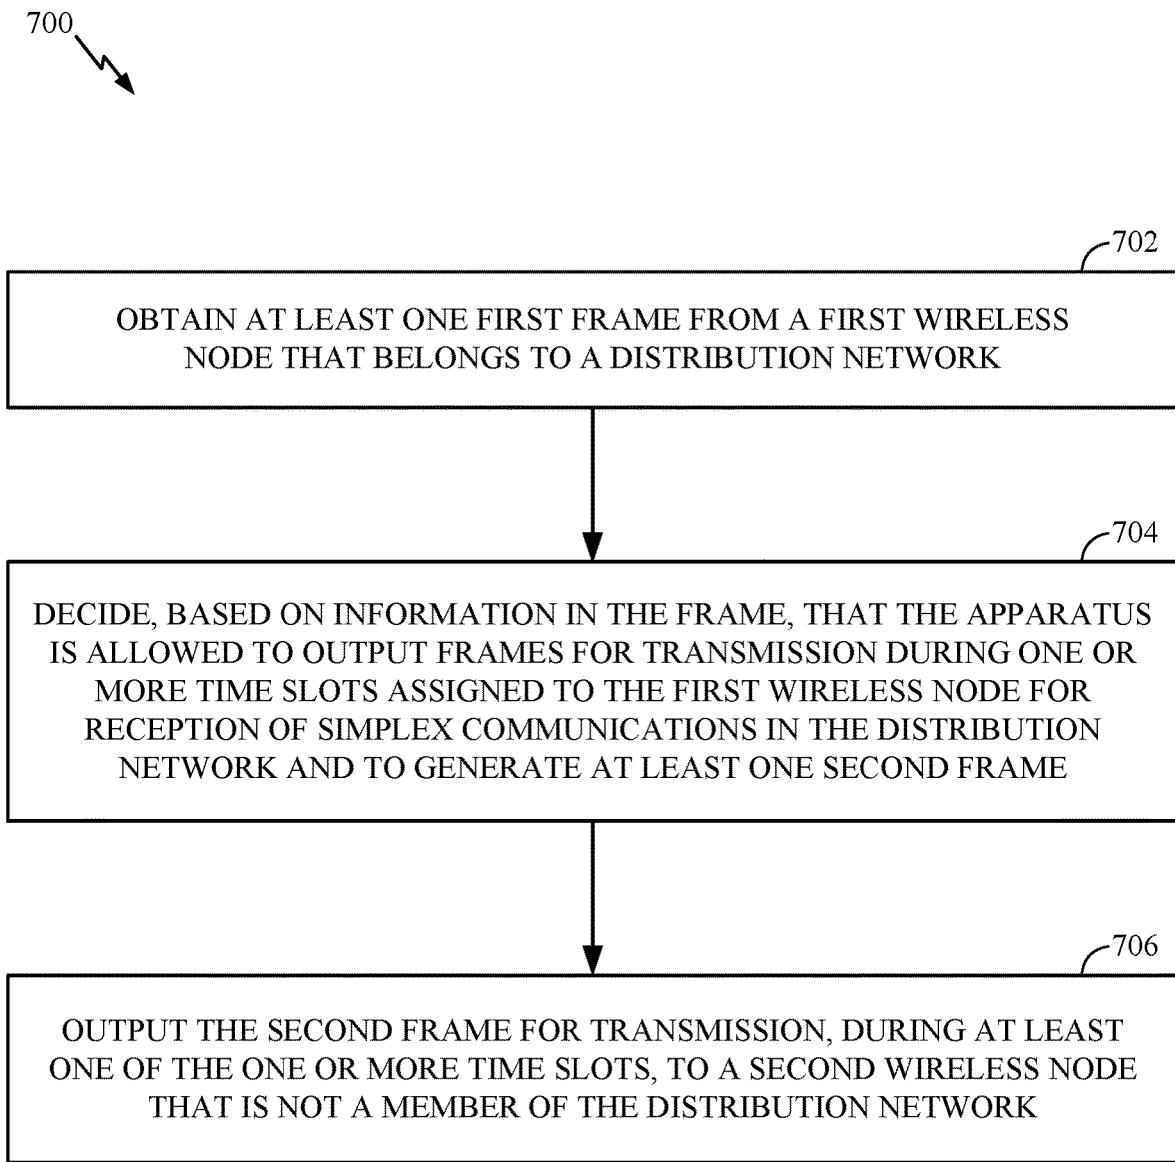 700
702
OBTAIN AT LEAST ONE FIRST FRAME FROM A FIRST WIRELESS
NODE THAT BELONGS TO A DISTRIBUTION NETWORK
704
DECIDE, BASED ON INFORMATION IN THE FRAME, THAT THE APPARATUS
IS ALLOWED TO OUTPUT FRAMES FOR TRANSMISSION DURING ONE OR
MORE TIME SLOTS ASSIGNED TO THE FIRST WIRELESS NODE FOR
RECEPTION OF SIMPLEX COMMUNICATIONS IN THE DISTRIBUTION
NETWORK AND TO GENERATE AT LEAST ONE SECOND FRAME
706
OUTPUT THE SECOND FRAME FOR TRANSMISSION, DURING AT LEAST
ONE OF THE ONE OR MORE TIME SLOTS, TO A SECOND WIRELESS NODE
THAT IS NOT A MEMBER OF THE DISTRIBUTION NETWORK